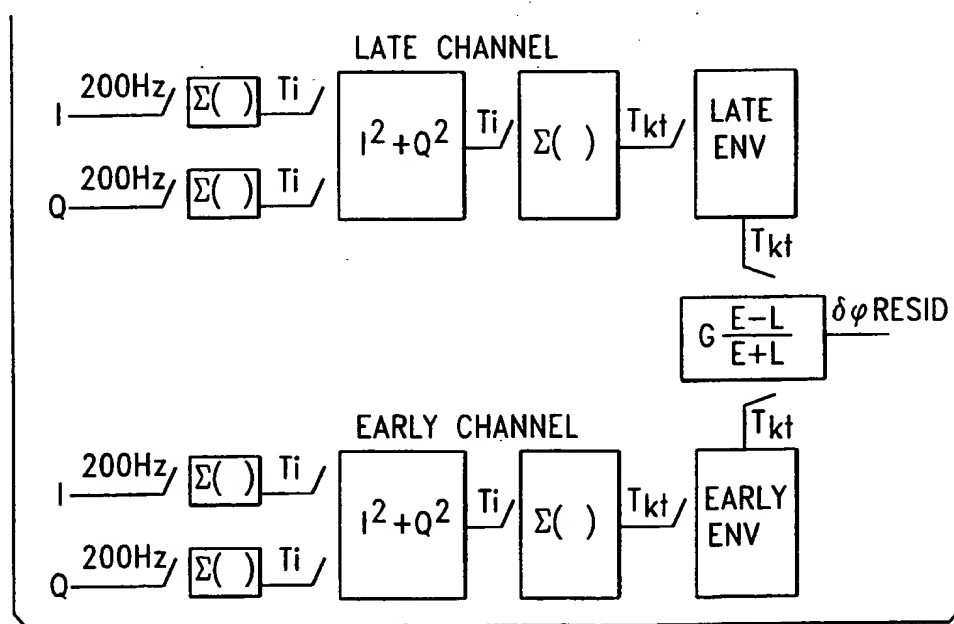 LATE CHANNEL
I 200Hz Σ( ) Ti
Q 200Hz Σ( ) Ti
I²+Q² Ti Σ( ) Tkt
LATE
ENV
Tkt
G E−L / E+L δφ RESID
Tkt
EARLY CHANNEL
I 200Hz Σ( ) Ti
Q 200Hz Σ( ) Ti
I²+Q² Ti Σ( ) Tkt
EARLY
ENV